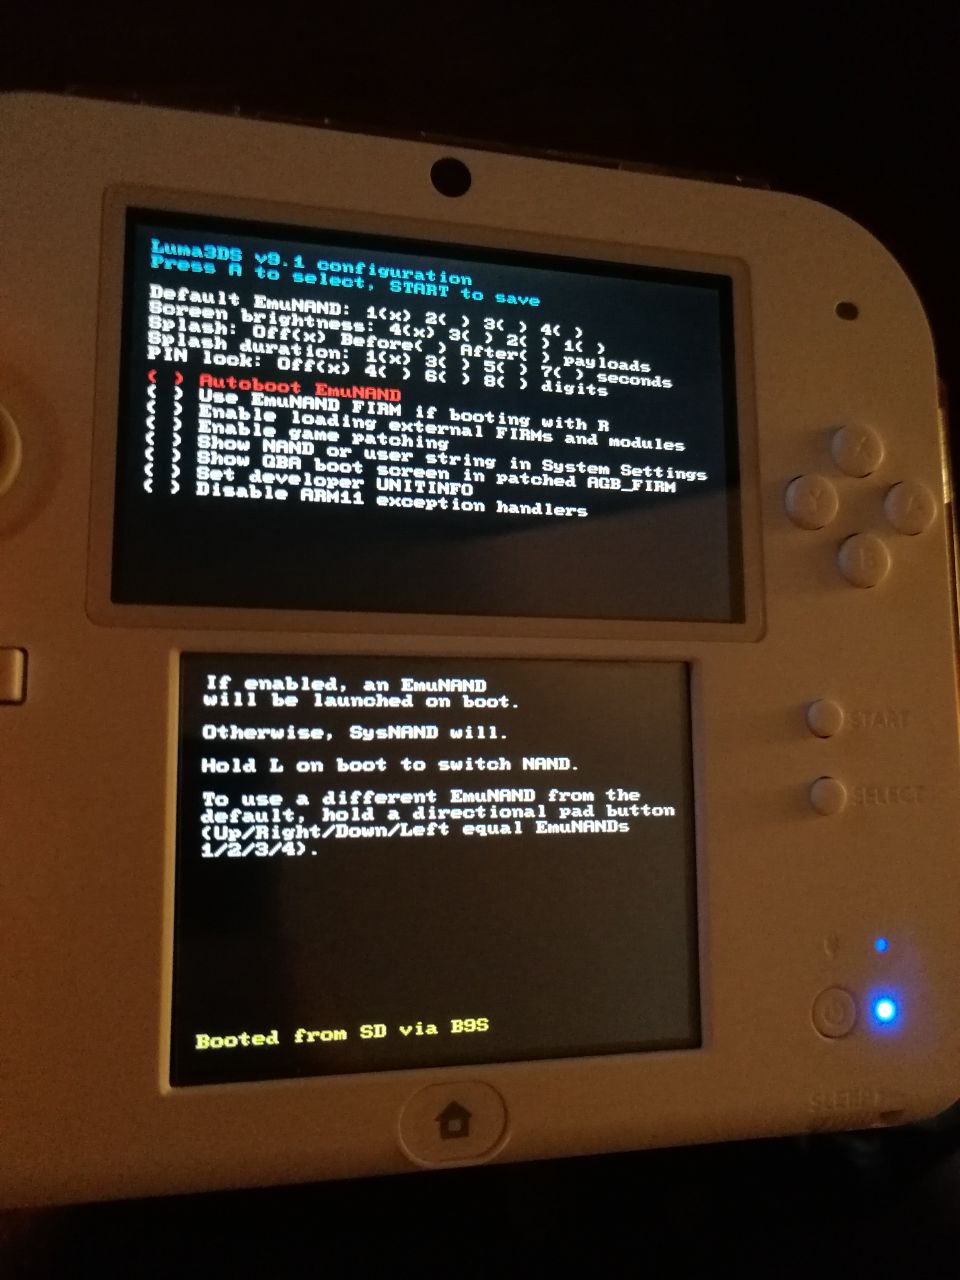 Luma3DS v9.1 configuration
Press A to select, START to save
Default EmuNAND: 1(x) 2( ) 3( ) 4( )
Screen brightness: 4(x) 3( ) 2( ) 1( )
Splash: Off(x) Before( ) After( ) payloads
Splash duration: 1(x) 3( ) 5( ) 7( ) seconds
PIN lock: Off(x) 4( ) 6( ) 8( ) digits
( ) Autoboot EmuNAND
( ) Use EmuNAND FIRM if booting with R
( ) Enable loading external FIRMs and modules
( ) Enable game patching
( ) Show NAND or user string in System Settings
( ) Show GBA boot screen in patched AGB_FIRM
( ) Set developer UNITINFO
( ) Disable ARM11 exception handlers
If enabled, an EmuNAND
will be launched on boot.
Otherwise, SysNAND will.
Hold L on boot to switch NAND.
To use a different EmuNAND from the
default, hold a directional pad button
(Up/Right/Down/Left equal EmuNANDs
1/2/3/4).
Booted from SD via B9S
START
SELECT
SLEEP